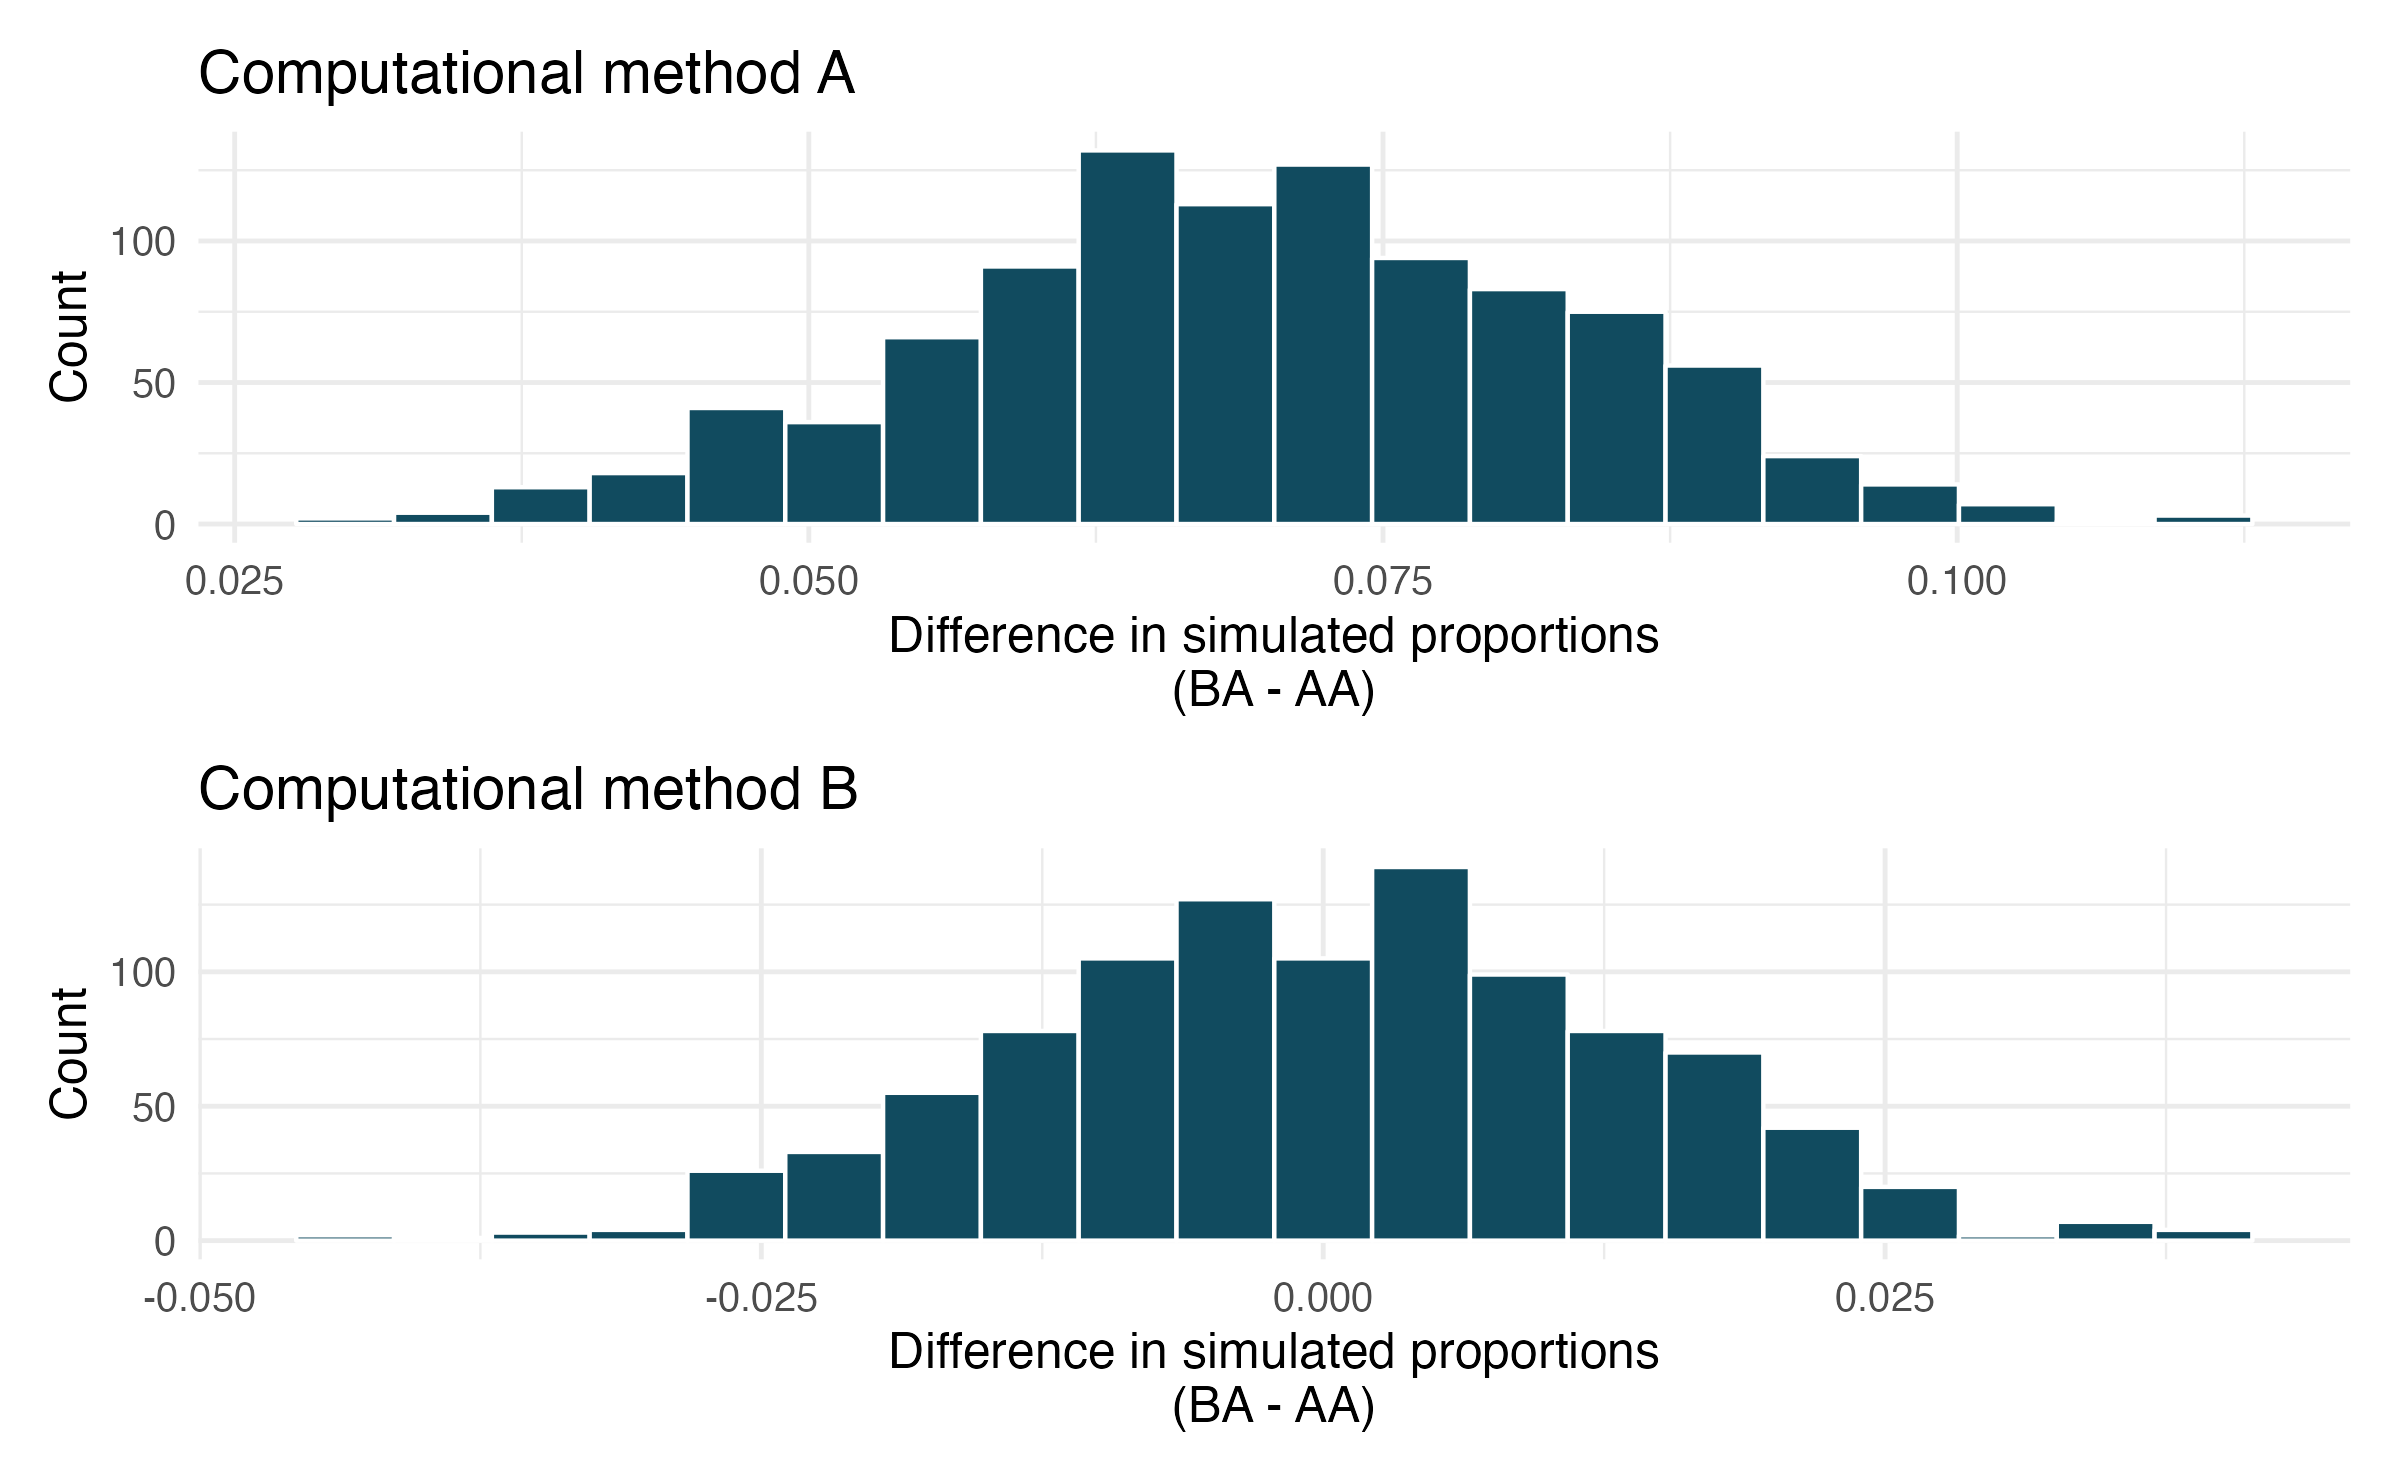 Computational method A
Count
100
50
0
0.025 0.050 0.075 0.100
Difference in simulated proportions
(BA - AA)
Computational method B
Count
100
50
0
-0.050 -0.025 0.000 0.025
Difference in simulated proportions
(BA - AA)